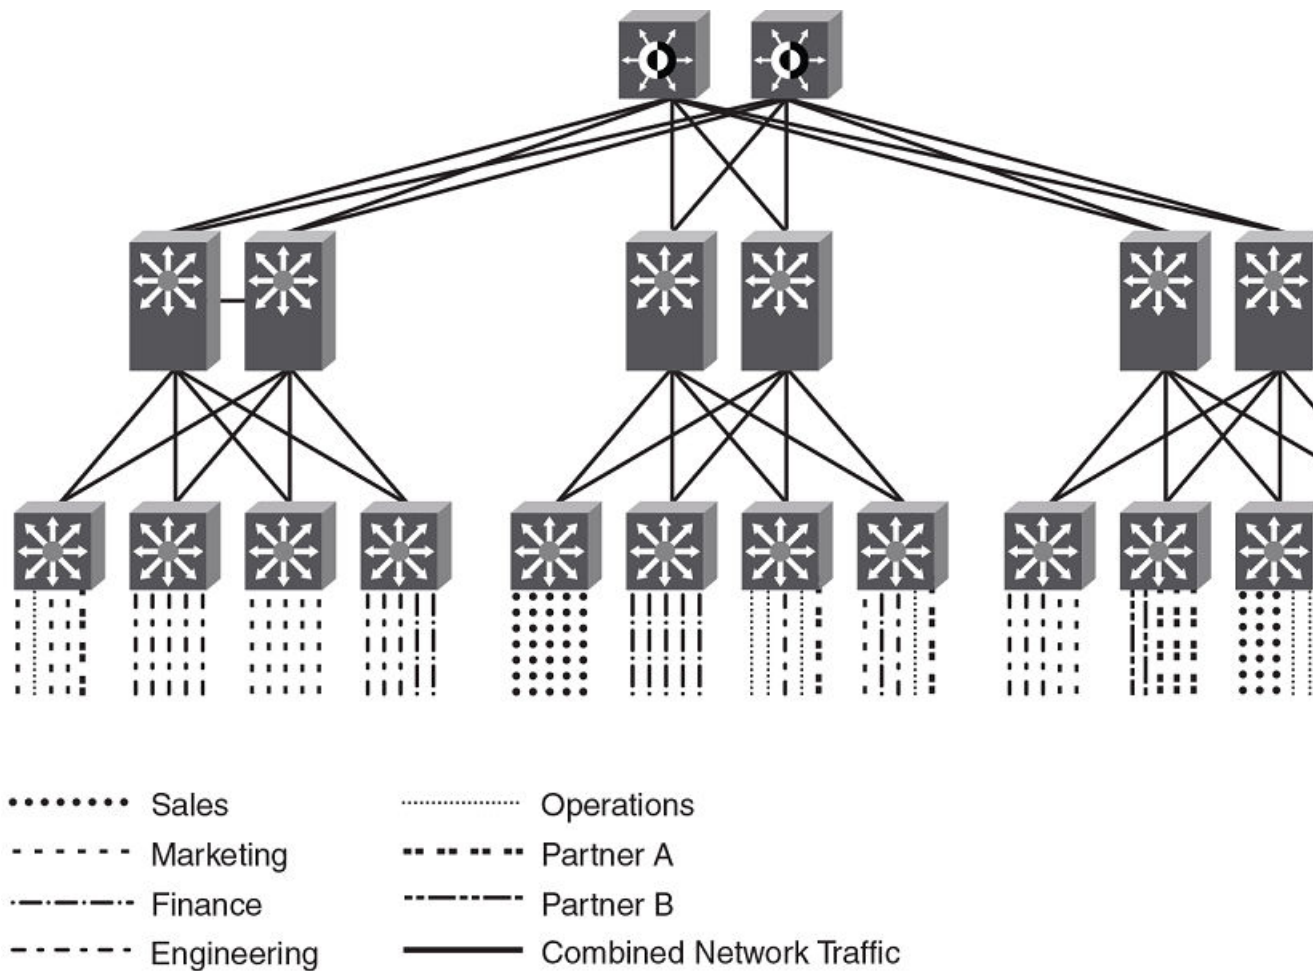 Sales
Operations
Marketing
Partner A
Finance
Partner B
Engineering
Combined Network Traffic